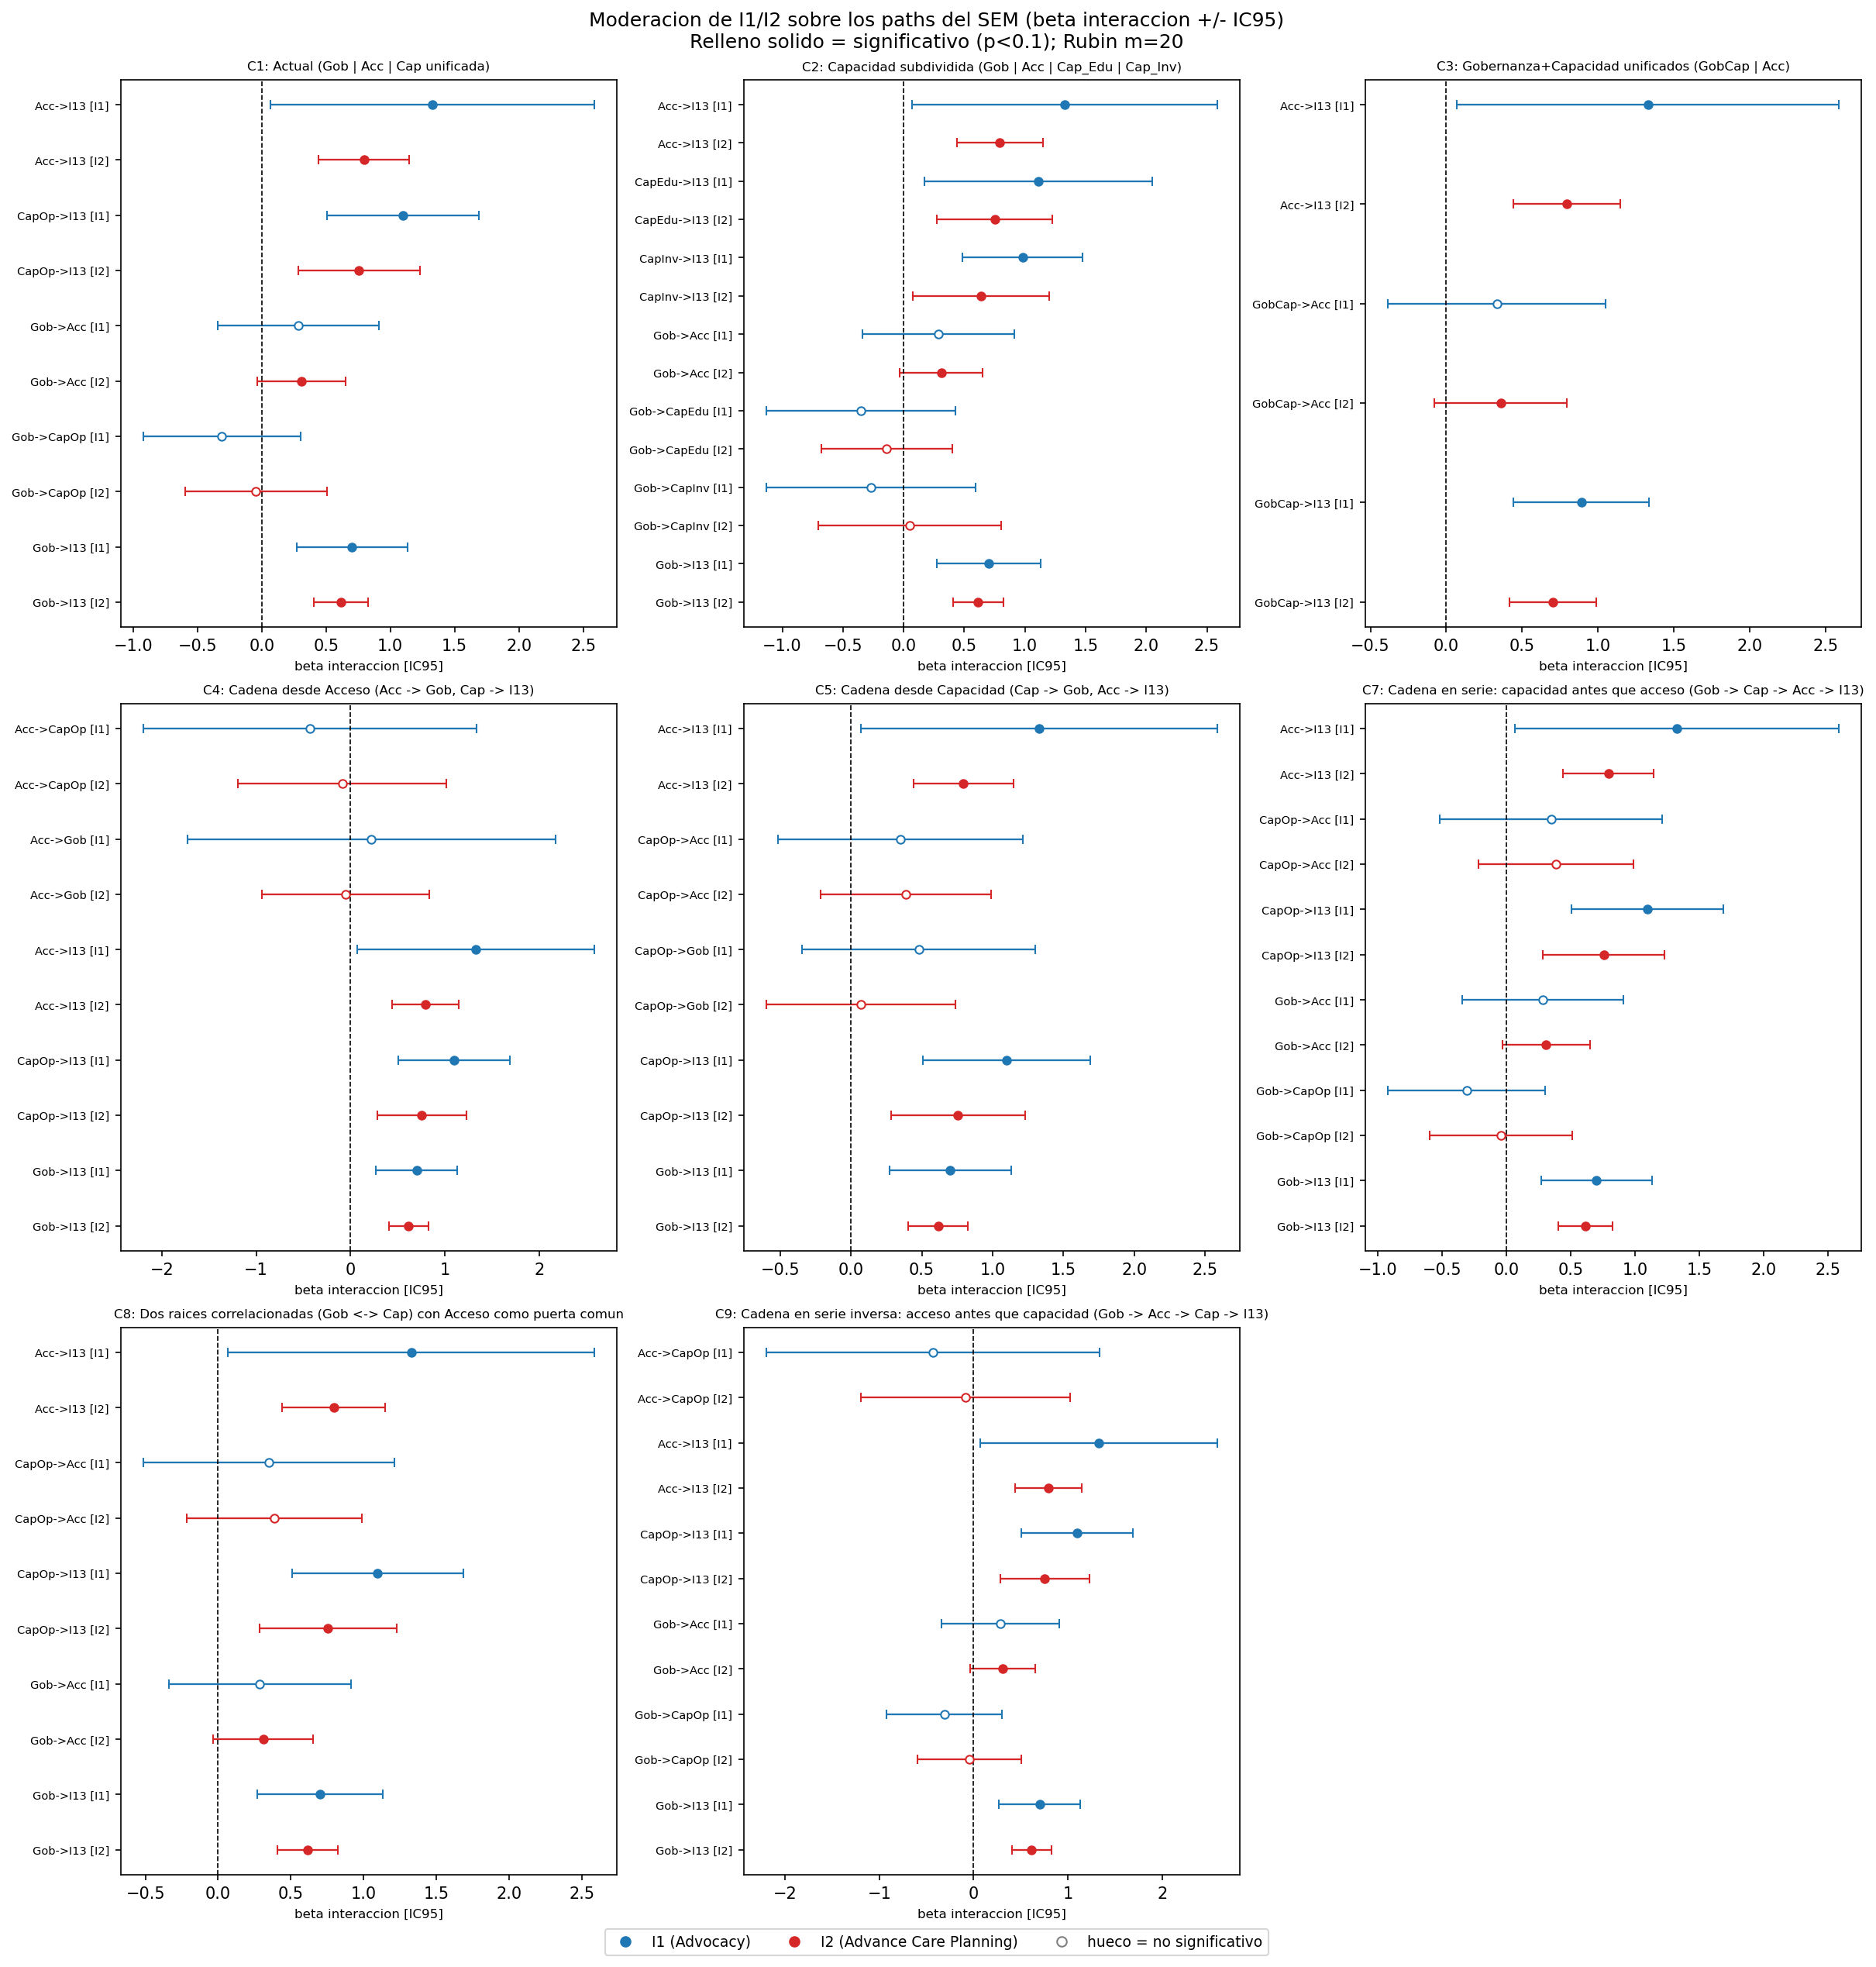 Moderacion de I1/I2 sobre los paths del SEM (beta interaccion +/- IC95)
Relleno solido = significativo (p<0.1); Rubin m=20
C1: Actual (Gob | Acc | Cap unificada)
Acc->I13 [I1]
Acc->I13 [I2]
CapOp->I13 [I1]
CapOp->I13 [I2]
Gob->Acc [I1]
Gob->Acc [I2]
Gob->CapOp [I1]
Gob->CapOp [I2]
Gob->I13 [I1]
Gob->I13 [I2]
−1.0 −0.5 0.0 0.5 1.0 1.5 2.0 2.5
beta interaccion [IC95]
C2: Capacidad subdividida (Gob | Acc | Cap_Edu | Cap_Inv)
Acc->I13 [I1]
Acc->I13 [I2]
CapEdu->I13 [I1]
CapEdu->I13 [I2]
CapInv->I13 [I1]
CapInv->I13 [I2]
Gob->Acc [I1]
Gob->Acc [I2]
Gob->CapEdu [I1]
Gob->CapEdu [I2]
Gob->CapInv [I1]
Gob->CapInv [I2]
Gob->I13 [I1]
Gob->I13 [I2]
−1.0 −0.5 0.0 0.5 1.0 1.5 2.0 2.5
beta interaccion [IC95]
C3: Gobernanza+Capacidad unificados (GobCap | Acc)
Acc->I13 [I1]
Acc->I13 [I2]
GobCap->Acc [I1]
GobCap->Acc [I2]
GobCap->I13 [I1]
GobCap->I13 [I2]
−0.5 0.0 0.5 1.0 1.5 2.0 2.5
beta interaccion [IC95]
C4: Cadena desde Acceso (Acc -> Gob, Cap -> I13)
Acc->CapOp [I1]
Acc->CapOp [I2]
Acc->Gob [I1]
Acc->Gob [I2]
Acc->I13 [I1]
Acc->I13 [I2]
CapOp->I13 [I1]
CapOp->I13 [I2]
Gob->I13 [I1]
Gob->I13 [I2]
−2 −1 0 1 2
beta interaccion [IC95]
C5: Cadena desde Capacidad (Cap -> Gob, Acc -> I13)
Acc->I13 [I1]
Acc->I13 [I2]
CapOp->Acc [I1]
CapOp->Acc [I2]
CapOp->Gob [I1]
CapOp->Gob [I2]
CapOp->I13 [I1]
CapOp->I13 [I2]
Gob->I13 [I1]
Gob->I13 [I2]
−0.5 0.0 0.5 1.0 1.5 2.0 2.5
beta interaccion [IC95]
C7: Cadena en serie: capacidad antes que acceso (Gob -> Cap -> Acc -> I13)
Acc->I13 [I1]
Acc->I13 [I2]
CapOp->Acc [I1]
CapOp->Acc [I2]
CapOp->I13 [I1]
CapOp->I13 [I2]
Gob->Acc [I1]
Gob->Acc [I2]
Gob->CapOp [I1]
Gob->CapOp [I2]
Gob->I13 [I1]
Gob->I13 [I2]
−1.0 −0.5 0.0 0.5 1.0 1.5 2.0 2.5
beta interaccion [IC95]
C8: Dos raices correlacionadas (Gob <-> Cap) con Acceso como puerta comun
Acc->I13 [I1]
Acc->I13 [I2]
CapOp->Acc [I1]
CapOp->Acc [I2]
CapOp->I13 [I1]
CapOp->I13 [I2]
Gob->Acc [I1]
Gob->Acc [I2]
Gob->I13 [I1]
Gob->I13 [I2]
−0.5 0.0 0.5 1.0 1.5 2.0 2.5
beta interaccion [IC95]
C9: Cadena en serie inversa: acceso antes que capacidad (Gob -> Acc -> Cap -> I13)
Acc->CapOp [I1]
Acc->CapOp [I2]
Acc->I13 [I1]
Acc->I13 [I2]
CapOp->I13 [I1]
CapOp->I13 [I2]
Gob->Acc [I1]
Gob->Acc [I2]
Gob->CapOp [I1]
Gob->CapOp [I2]
Gob->I13 [I1]
Gob->I13 [I2]
−2 −1 0 1 2
beta interaccion [IC95]
I1 (Advocacy) I2 (Advance Care Planning) hueco = no significativo